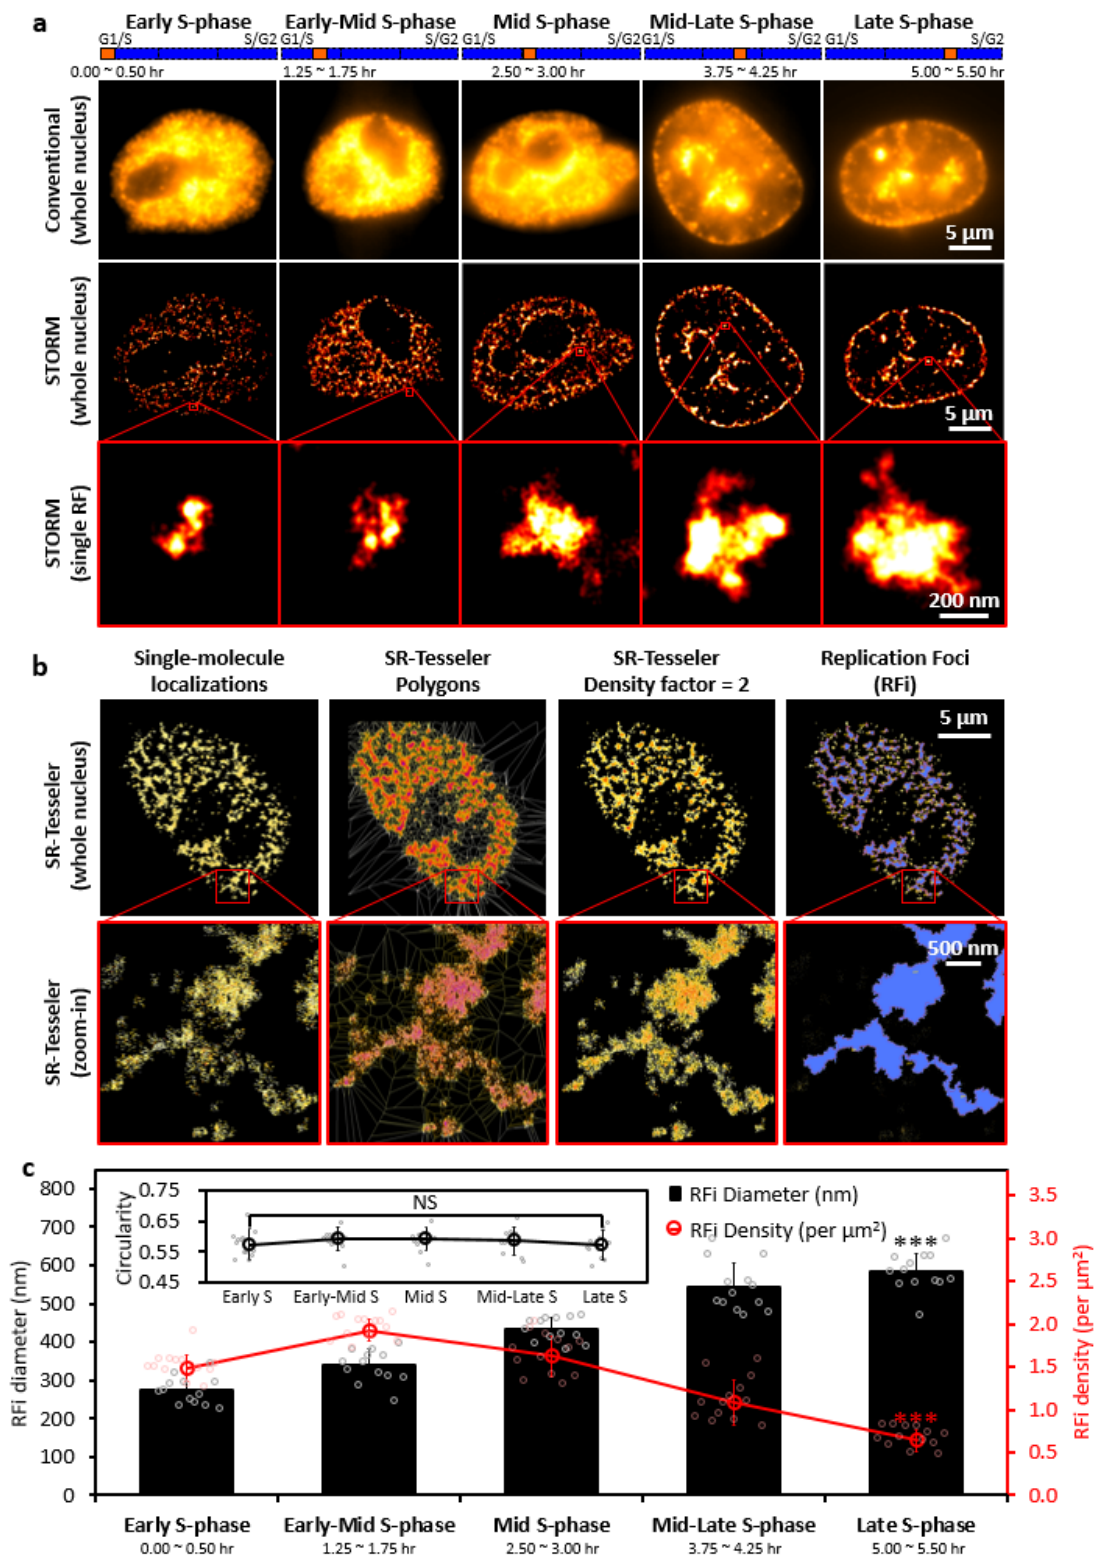 a
Early S-phase
Early-Mid S-phase
Mid S-phase
Mid-Late S-phase
Late S-phase
G1/S S/G2 G1/S S/G2 G1/S S/G2 G1/S S/G2 G1/S S/G2
0.00 ~ 0.50 hr
1.25 ~ 1.75 hr
2.50 ~ 3.00 hr
3.75 ~ 4.25 hr
5.00 ~ 5.50 hr
Conventional
(whole nucleus)
5 µm
STORM
(whole nucleus)
5 µm
STORM
(single RF)
200 nm
b
Single-molecule
localizations
SR-Tesseler
Polygons
SR-Tesseler
Density factor = 2
Replication Foci
(RFi)
SR-Tesseler
(whole nucleus)
5 µm
SR-Tesseler
(zoom-in)
500 nm
c
RFi diameter (nm)
800
700
600
500
400
300
200
100
0
Circularity
0.75
0.65
0.55
0.45
NS
Early S
Early-Mid S
Mid S
Mid-Late S
Late S
RFi Diameter (nm)
RFi Density (per µm²)
***
***
3.5
3.0
2.5
2.0
1.5
1.0
0.5
0.0
RFi density (per µm²)
Early S-phase
Early-Mid S-phase
Mid S-phase
Mid-Late S-phase
Late S-phase
0.00 ~ 0.50 hr
1.25 ~ 1.75 hr
2.50 ~ 3.00 hr
3.75 ~ 4.25 hr
5.00 ~ 5.50 hr